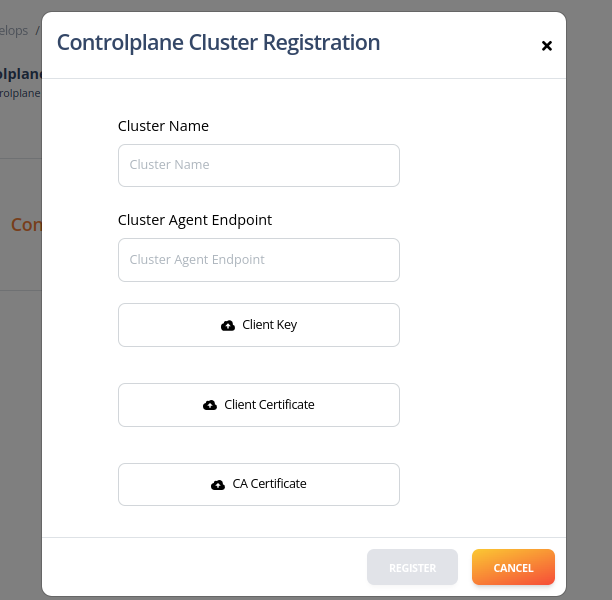 elops /
Controlplane Cluster Registration
olplane
rolplane
Cluster Name
Cluster Name
Con
Cluster Agent Endpoint
Cluster Agent Endpoint
Client Key
Client Certificate
CA Certificate
REGISTER
CANCEL